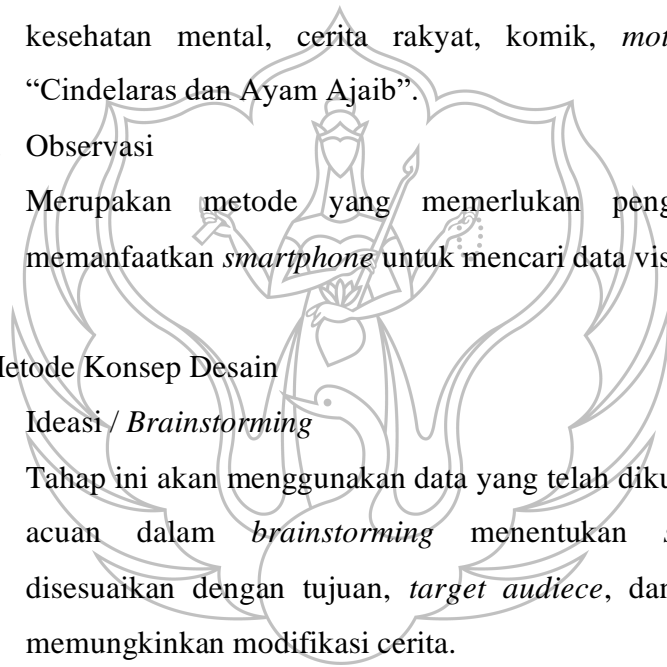 kesehatan mental, cerita rakyat, komik,
“Cindelaras dan Ayam Ajaib”.
Observasi
Merupakan metode yang memerlukan
memanfaatkan smartphone untuk mencari data
Metode Konsep Desain
Ideasi / Brainstorming
Tahap ini akan menggunakan data yang telah
acuan dalam brainstorming menentukan
disesuaikan dengan tujuan, target audiece, dan
memungkinkan modifikasi cerita.